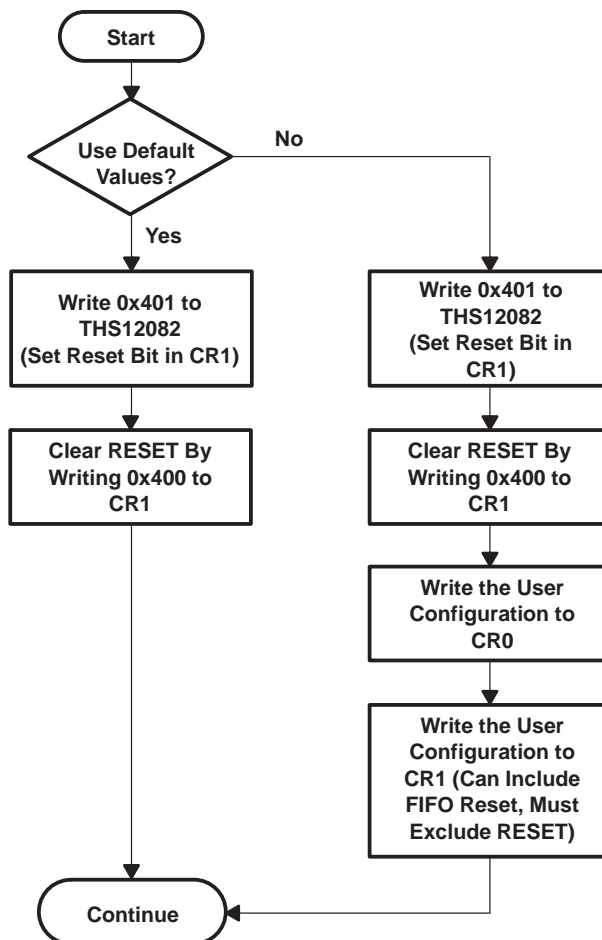 Start
Use Default
Values?
No
Yes
Write 0x401 to
THS12082
(Set Reset Bit in CR1)
Clear RESET By
Writing 0x400 to
CR1
Write 0x401 to
THS12082
(Set Reset Bit in
CR1)
Clear RESET By
Writing 0x400 to
CR1
Write the User
Configuration to
CR0
Write the User
Configuration to
CR1 (Can Include
FIFO Reset, Must
Exclude RESET)
Continue